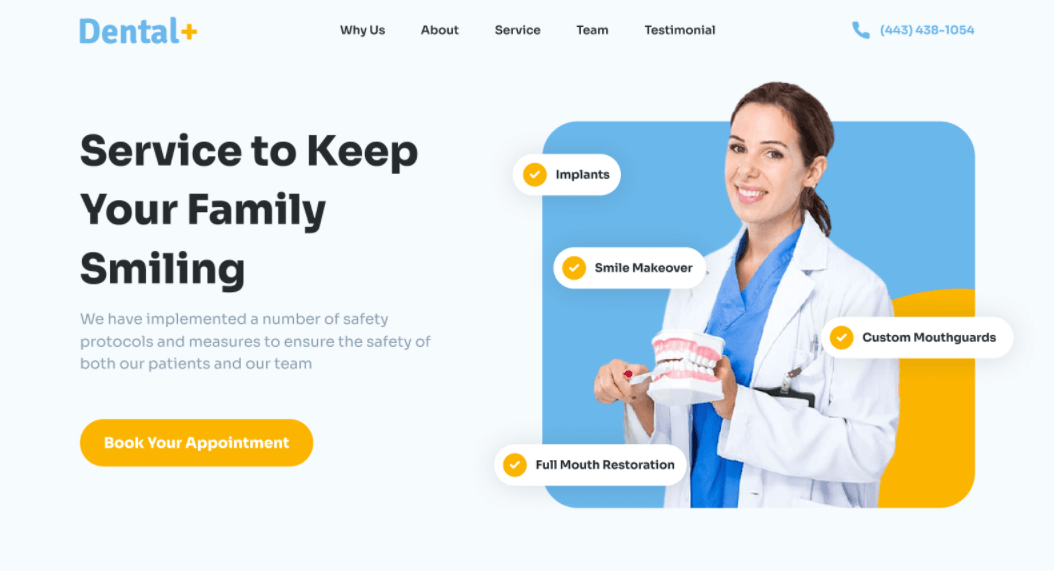 Dental+
Why Us
About
Service
Team
Testimonial
(443) 438-1054
Service to Keep
Your Family
Smiling
We have implemented a number of safety
protocols and measures to ensure the safety of
both our patients and our team
Book Your Appointment
Implants
Smile Makeover
Custom Mouthguards
Full Mouth Restoration